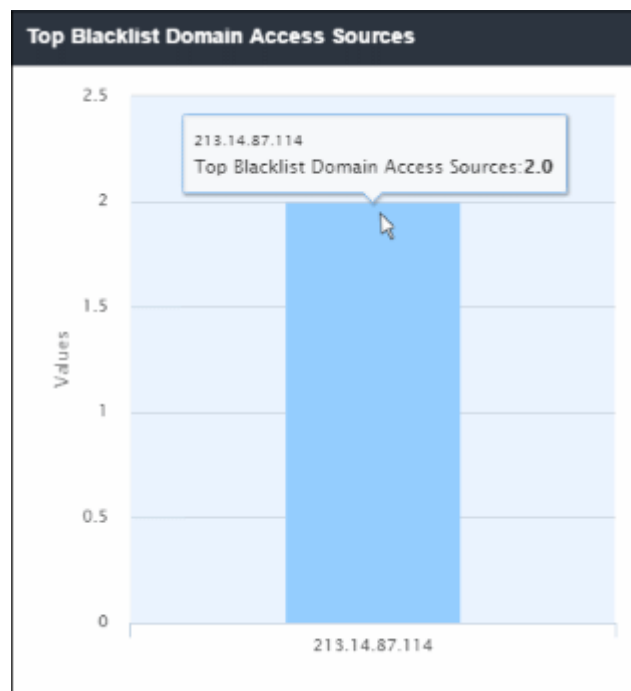 Top Blacklist Domain Access Sources
2.5
213.14.87.114
Top Blacklist Domain Access Sources:2.0
2
1.5
Values
1
0.5
0
213.14.87.114